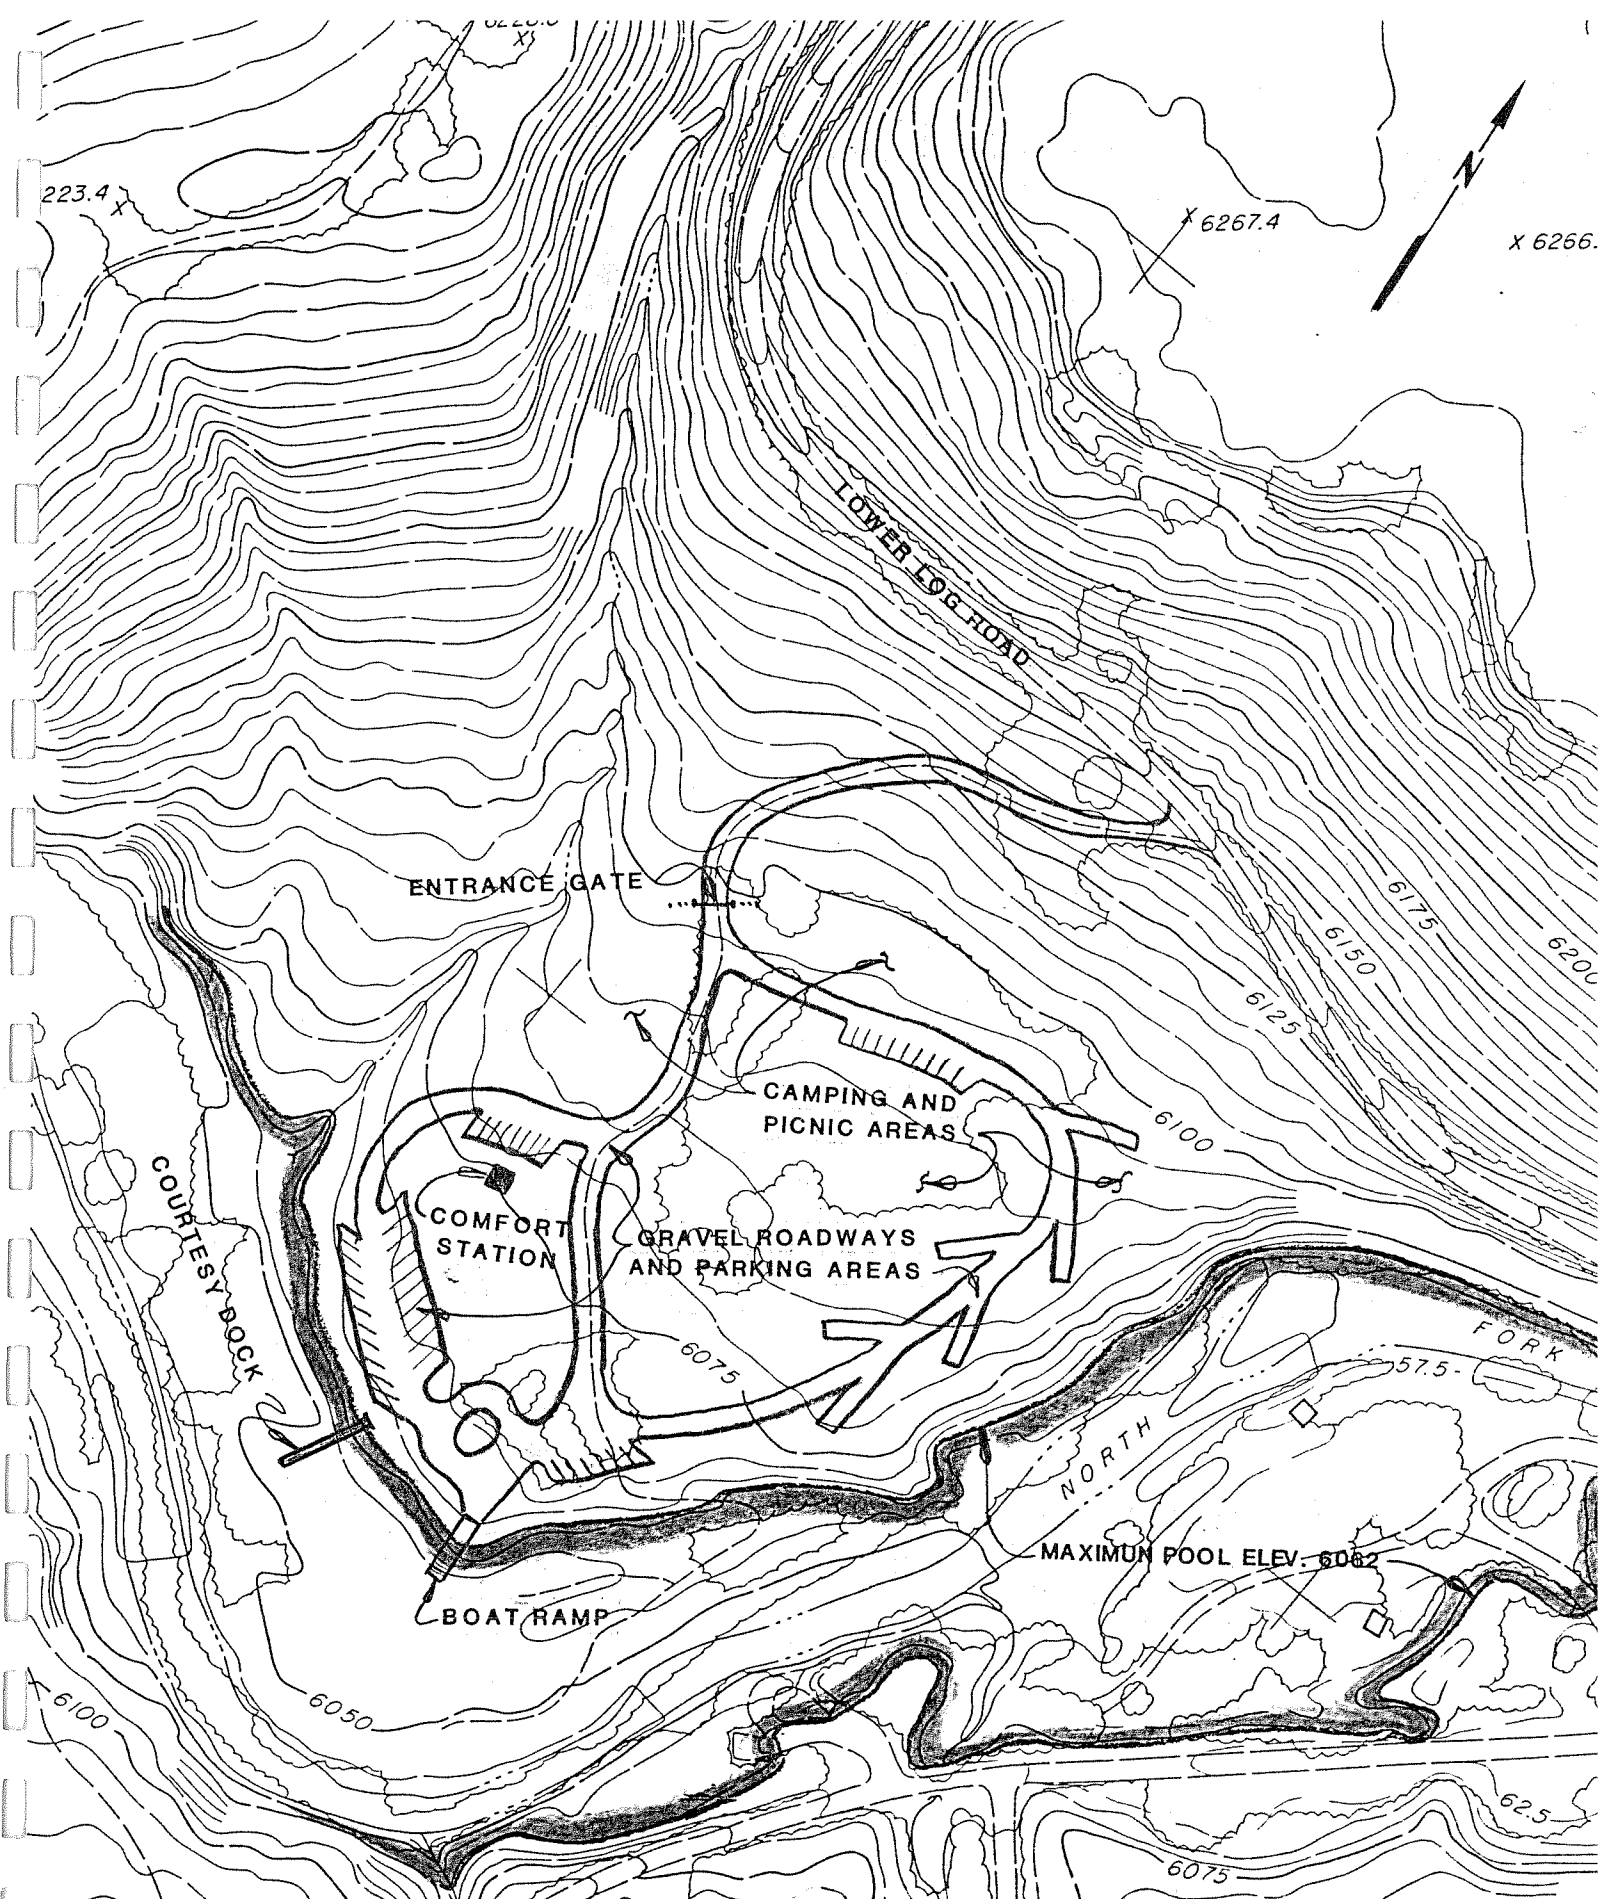 223.4
X
N
X 6267.4
X 6266.
LOWER LOG ROAD
ENTRANCE GATE
6175
6150
6200
6125
CAMPING AND
PICNIC AREAS
6100
COURTESY DOCK
COMFORT
STATION
GRAVEL ROADWAYS
AND PARKING AREAS
6075
FORK
57.5
NORTH
MAXIMUN POOL ELEV. 6062
BOAT RAMP
6100
6050
62.5
6075